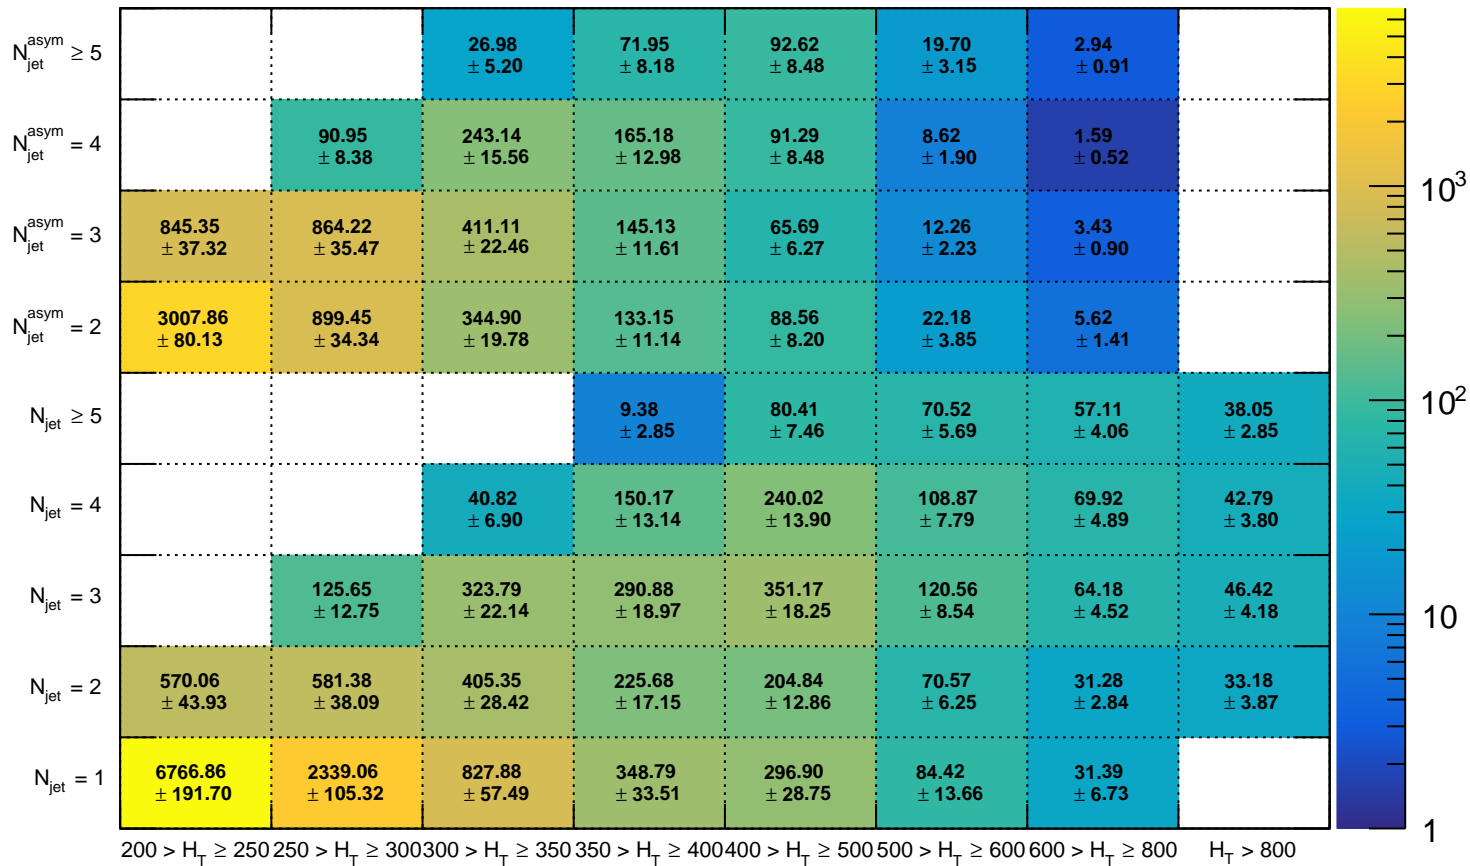 N_jet^asym ≥ 5
26.98 71.95 92.62 19.70 2.94
± 5.20 ± 8.18 ± 8.48 ± 3.15 ± 0.91
N_jet^asym = 4
90.95 243.14 165.18 91.29 8.62 1.59
± 8.38 ± 15.56 ± 12.98 ± 8.48 ± 1.90 ± 0.52
10^3
N_jet^asym = 3
845.35 864.22 411.11 145.13 65.69 12.26 3.43
± 37.32 ± 35.47 ± 22.46 ± 11.61 ± 6.27 ± 2.23 ± 0.90
N_jet^asym = 2
3007.86 899.45 344.90 133.15 88.56 22.18 5.62
± 80.13 ± 34.34 ± 19.78 ± 11.14 ± 8.20 ± 3.85 ± 1.41
10^2
N_jet ≥ 5
9.38 80.41 70.52 57.11 38.05
± 2.85 ± 7.46 ± 5.69 ± 4.06 ± 2.85
N_jet = 4
40.82 150.17 240.02 108.87 69.92 42.79
± 6.90 ± 13.14 ± 13.90 ± 7.79 ± 4.89 ± 3.80
N_jet = 3
125.65 323.79 290.88 351.17 120.56 64.18 46.42
± 12.75 ± 22.14 ± 18.97 ± 18.25 ± 8.54 ± 4.52 ± 4.18
10
N_jet = 2
570.06 581.38 405.35 225.68 204.84 70.57 31.28 33.18
± 43.93 ± 38.09 ± 28.42 ± 17.15 ± 12.86 ± 6.25 ± 2.84 ± 3.87
N_jet = 1
6766.86 2339.06 827.88 348.79 296.90 84.42 31.39
± 191.70 ± 105.32 ± 57.49 ± 33.51 ± 28.75 ± 13.66 ± 6.73
1
200 > H_T ≥ 250 250 > H_T ≥ 300 300 > H_T ≥ 350 350 > H_T ≥ 400 400 > H_T ≥ 500 500 > H_T ≥ 600 600 > H_T ≥ 800 H_T > 800